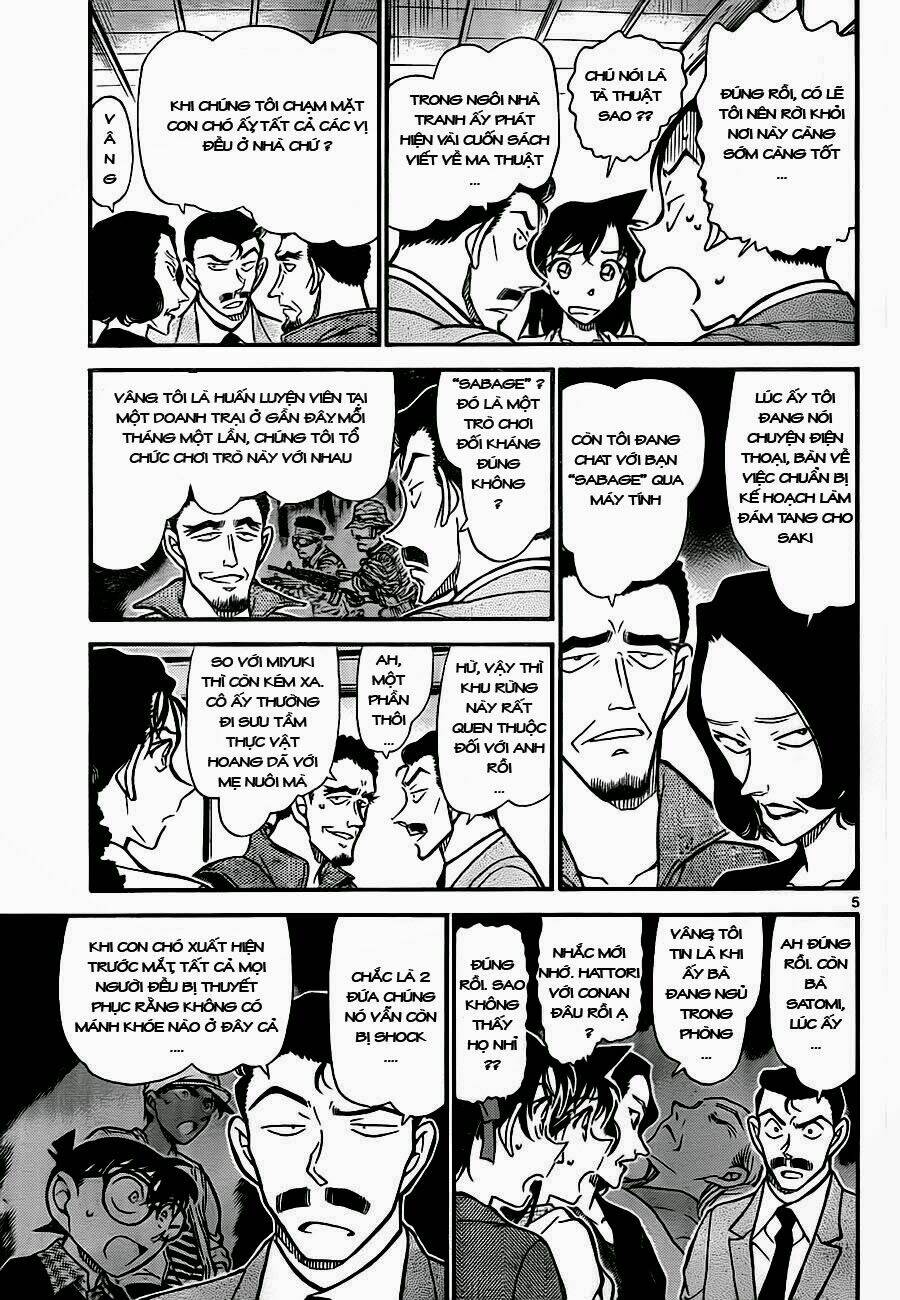 ĐÚNG RỒI, CÓ LẼ
TÔI NÊN RỜI KHỎI
NƠI NÀY CÀNG
SỚM CÀNG TỐT
...
CHÚ NÓI LÀ
TÀ THUẬT
SAO ??
TRONG NGÔI NHÀ
TRANH ẤY PHÁT
HIỆN VÀI CUỐN SÁCH
VIẾT VỀ MA THUẬT
...
KHI CHÚNG TÔI CHẠM MẶT
CON CHÓ ẤY, TẤT CẢ CÁC VỊ
ĐỀU Ở NHÀ CHỨ ?
V
Â
N
G
LÚC ẤY TÔI
ĐANG NÓI
CHUYỆN ĐIỆN
THOẠI, BÀN VỀ
VIỆC CHUẨN BỊ
KẾ HOẠCH LÀM
ĐÁM TANG CHO
SAKI
CÒN TÔI ĐANG
CHAT VỚI BẠN
“SABAGE” QUA
MÁY TÍNH
“SABAGE” ?
ĐÓ LÀ MỘT
TRÒ CHƠI
ĐỐI KHÁNG
ĐÚNG
KHÔNG
?
VÂNG TÔI LÀ HUẤN LUYỆN VIÊN TẠI
MỘT DOANH TRẠI Ở GẦN ĐÂY. MỖI
THÁNG MỘT LẦN, CHÚNG TÔI TỔ
CHỨC CHƠI TRÒ NÀY VỚI NHAU
HỪ, VẬY THÌ
KHU RỪNG
NÀY RẤT
QUEN THUỘC
ĐỐI VỚI ANH
RỒI
...
AH,
MỘT
PHẦN
THÔI
...
SO VỚI MIYUKI
THÌ CÒN KÉM XA.
CÔ ẤY THƯỜNG
ĐI SƯU TẦM
THỰC VẬT
HOANG DÃ VỚI
MẸ NUÔI MÀ
5
AH ĐÚNG
RỒI. CÒN
BÀ
SATOMI,
LÚC ẤY
...
VÂNG, TÔI
TIN LÀ KHI
ẤY BÀ
ĐANG NGỦ
TRONG
PHÒNG
NHẮC MỚI
NHỚ. HATTORI
VỚI CONAN
ĐÂU RỒI Ạ
?
ĐÚNG
RỒI. SAO
KHÔNG
THẤY
HỌ NHỈ
??
CHẮC LÀ 2
ĐỨA CHÚNG
NÓ VẪN CÒN
BỊ SHOCK
KHI CON CHÓ XUẤT HIỆN
TRƯỚC MẮT, TẤT CẢ MỌI
NGƯỜI ĐỀU BỊ THUYẾT
PHỤC RẰNG KHÔNG CÓ
MÁNH KHÓE NÀO Ở ĐÂY CẢ
....